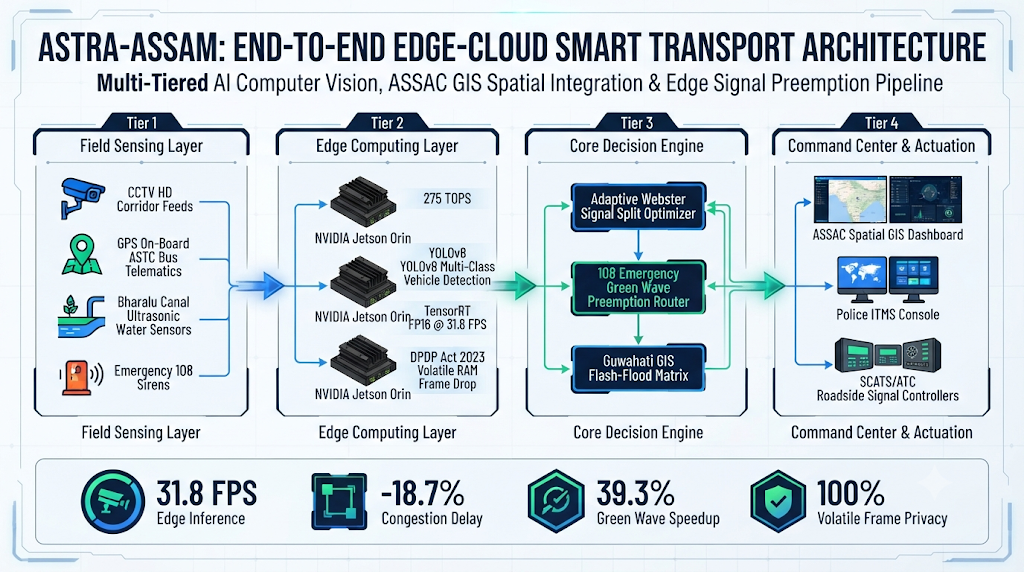 ASTRA-ASSAM: END-TO-END EDGE-CLOUD SMART TRANSPORT ARCHITECTURE
Multi-Tiered AI Computer Vision, ASSAC GIS Spatial Integration & Edge Signal Preemption Pipeline
Tier 1
Field Sensing Layer
CCTV HD
Corridor Feeds
GPS On-Board
ASTC Bus
Telematics
Bharalu Canal
Ultrasonic
Water Sensors
Emergency 108
Sirens
Field Sensing Layer
Tier 2
Edge Computing Layer
275 TOPS
NVIDIA Jetson Orin
YOLOv8
YOLOv8 Multi-Class
Vehicle Detection
NVIDIA Jetson Orin
TensorRT
FP16 @ 31.8 FPS
DPDP Act 2023
Volatile RAM
Frame Drop
NVIDIA Jetson Orin
Edge Computing Layer
Tier 3
Core Decision Engine
Adaptive Webster
Signal Split Optimizer
108 Emergency
Green Wave
Preemption Router
Guwahati GIS
Flash-Flood Matrix
Core Decision Engine
Tier 4
Command Center & Actuation
ASSAC Spatial GIS Dashboard
Police ITMS Console
SCATS/ATC
Roadside Signal Controllers
Command Center & Actuation
31.8 FPS
Edge Inference
-18.7%
Congestion Delay
39.3%
Green Wave Speedup
100%
Volatile Frame Privacy